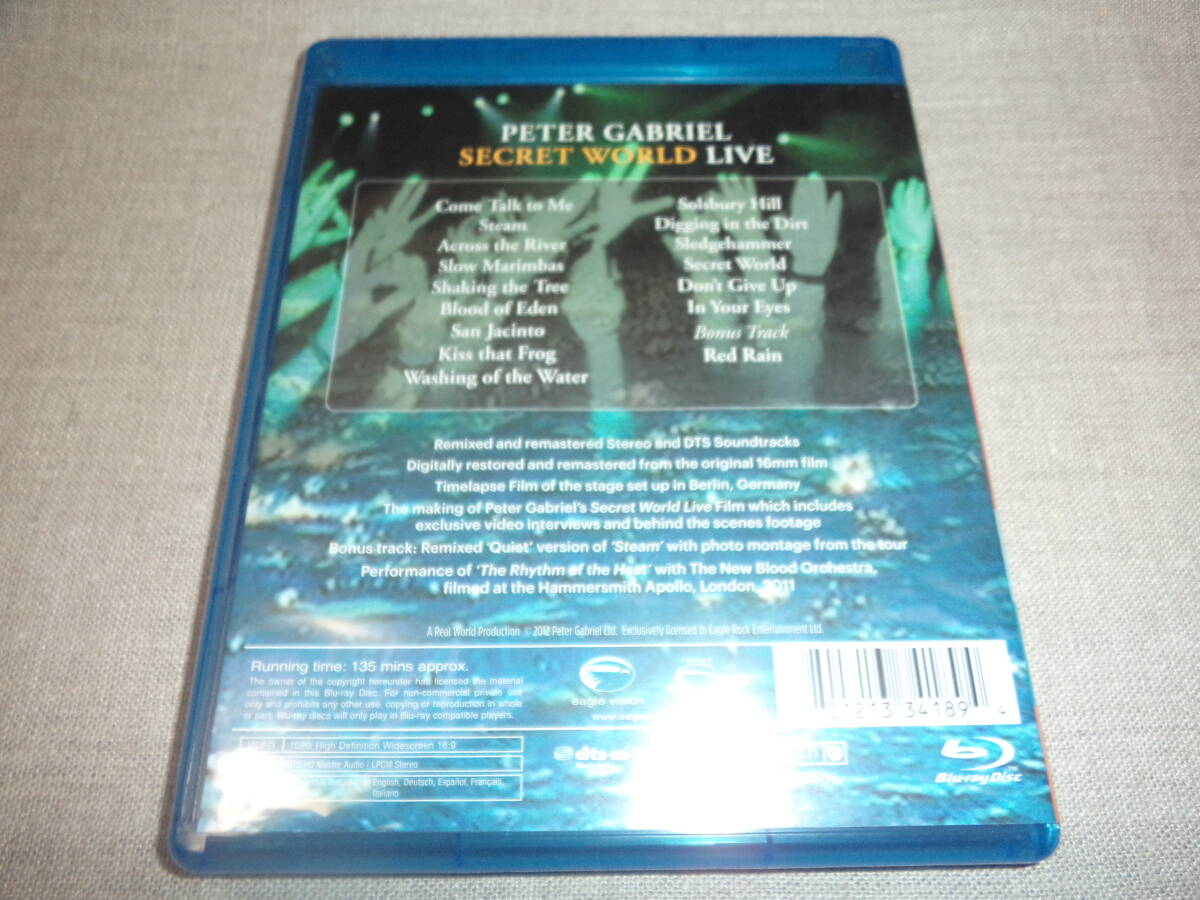 PETER GABRIEL
SECRET WORLD LIVE
Come Talk to Me
Steam
Across the River
Slow Marimbas
Shaking the Tree
Blood of Eden
San Jacinto
Kiss that Frog
Washing of the Water
Solsbury Hill
Digging in the Dirt
Sledgehammer
Secret World
Don't Give Up
In Your Eyes
Bonus Track
Red Rain
Remixed and remastered Stereo and DTS Soundtracks
Digitally restored and remastered from the original 16mm film
Timelapse Film of the stage set up in Berlin, Germany
The making of Peter Gabriel's Secret World Live Film which includes
exclusive video interviews and behind the scenes footage
Bonus track: Remixed 'Quiet' version of 'Steam' with photo montage from the tour
Performance of 'The Rhythm of the Heat' with The New Blood Orchestra,
filmed at the Hammersmith Apollo, London, 2011
A Real World Production © 2012 Peter Gabriel Ltd. Exclusively licensed to Eagle Rock Entertainment Ltd.
Running time: 135 mins approx.
The owner of the copyright hereunder has licensed the material
contained in this Blu-ray Disc. For non-commercial private use
only and prohibits any other use, copying or reproduction in whole
or part. Blu-ray discs will only play in Blu-ray compatible players.
eagle vision
34189 4
High Definition Widescreen 16:9
Master Audio / LPCM Stereo
English, Deutsch, Español, Français,
Italiano
Blu-ray Disc